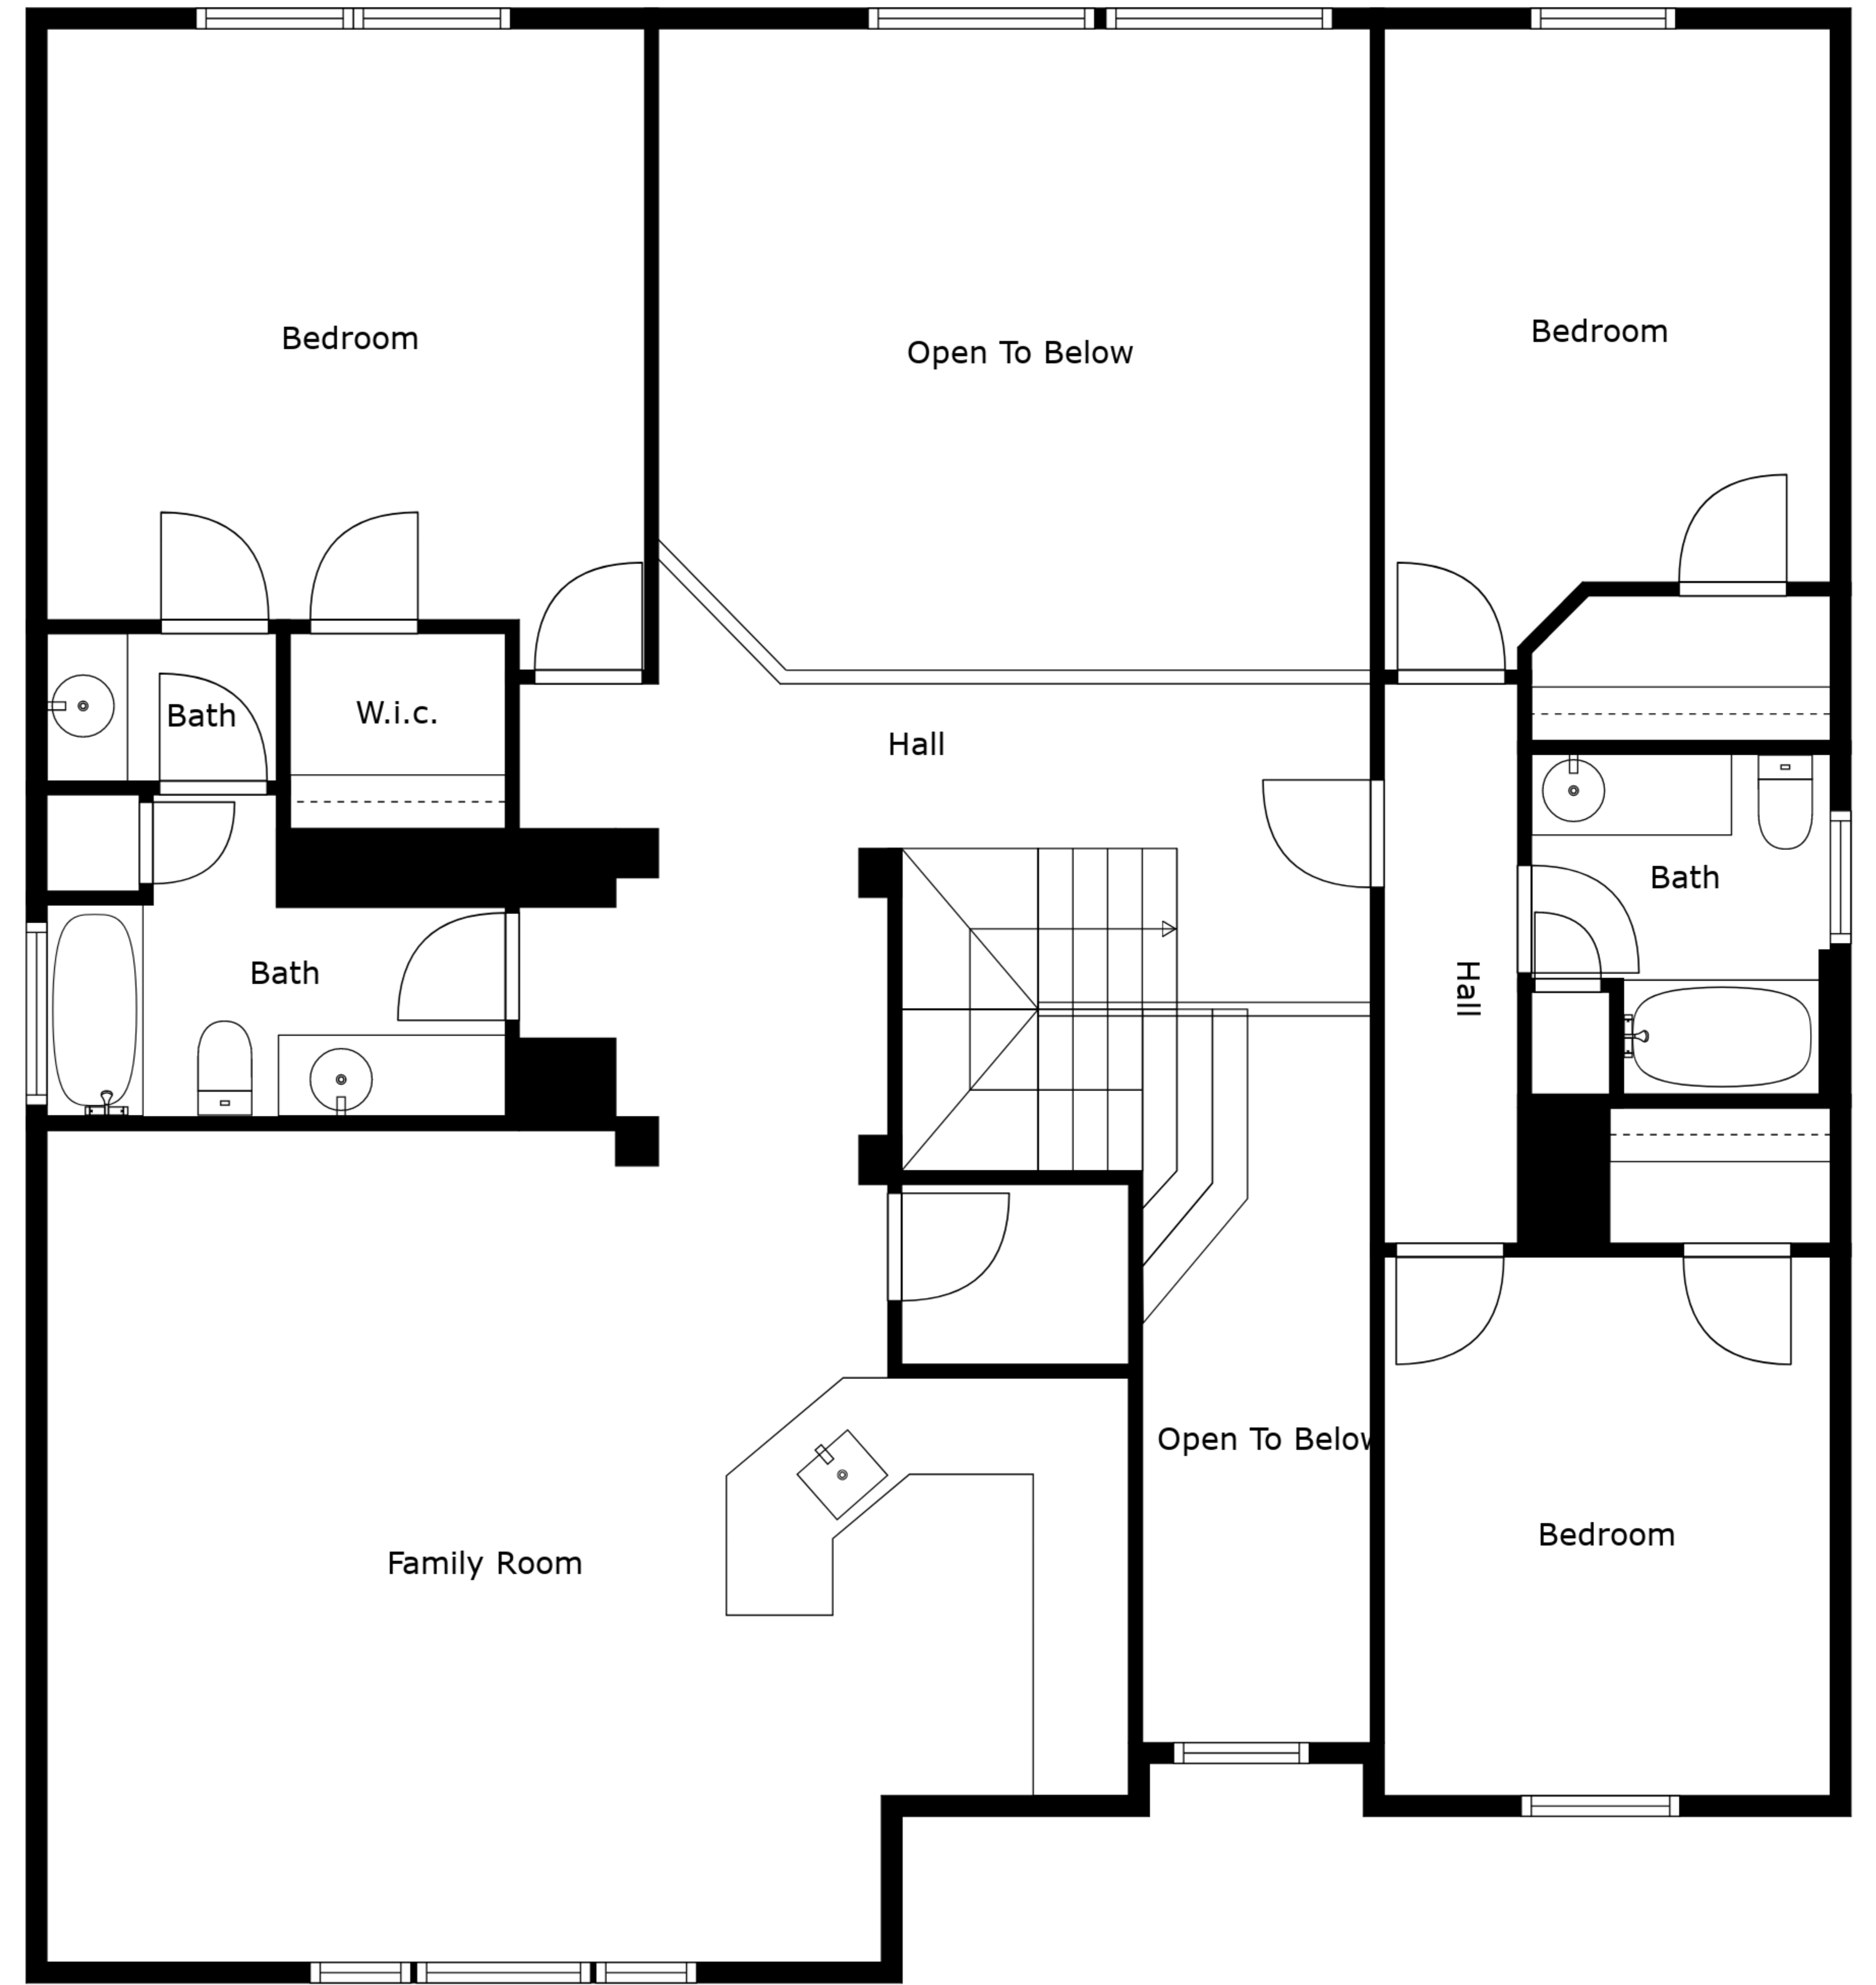 Bedroom
Bedroom
Open To Below
Bath
W.i.c.
Hall
Bath
Bath
Hall
Open To Below
Bedroom
Family Room